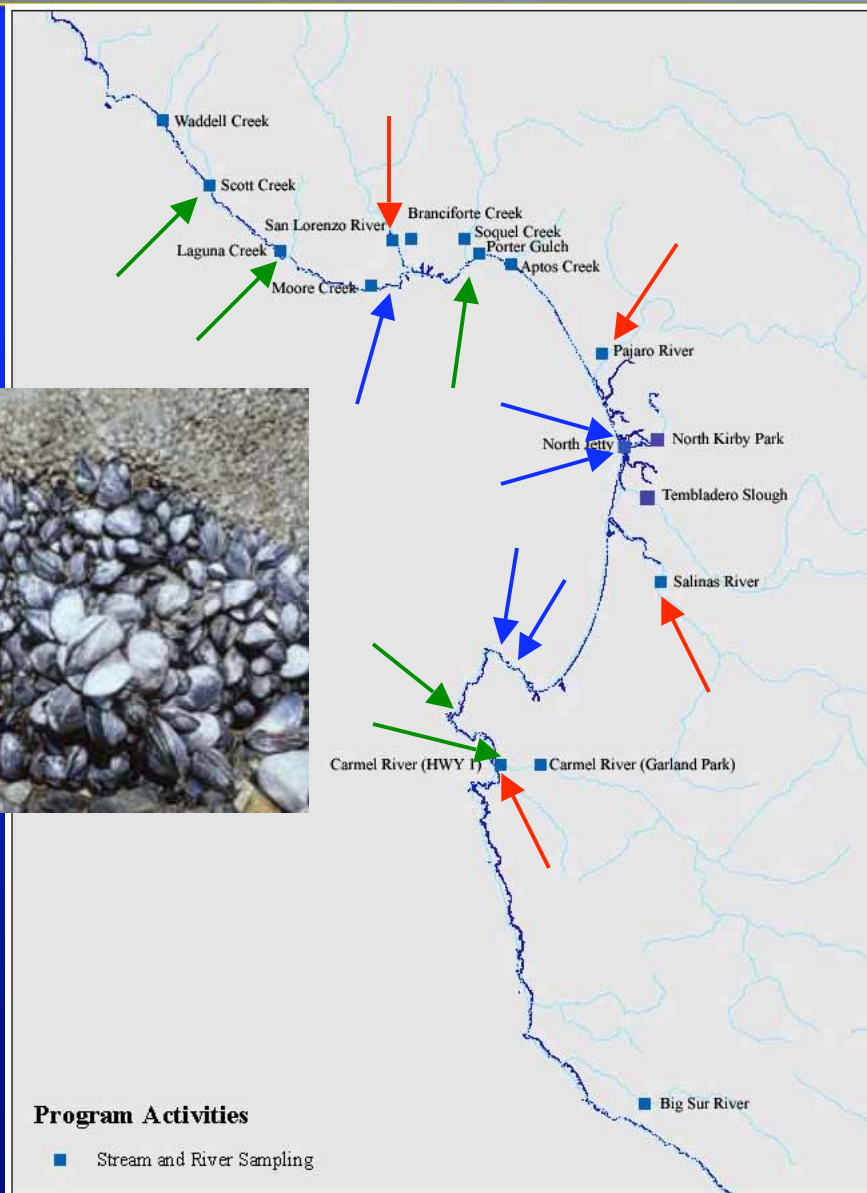 Waddell Creek
Scott Creek
Branciforte Creek
San Lorenzo River
Soquel Creek
Porter Gulch
Laguna Creek
Aptos Creek
Moore Creek
Pajaro River
North Jetty
North Kirby Park
Tembladero Slough
Salinas River
Carmel River (HWY 1)
Carmel River (Garland Park)
Big Sur River
Program Activities
Stream and River Sampling